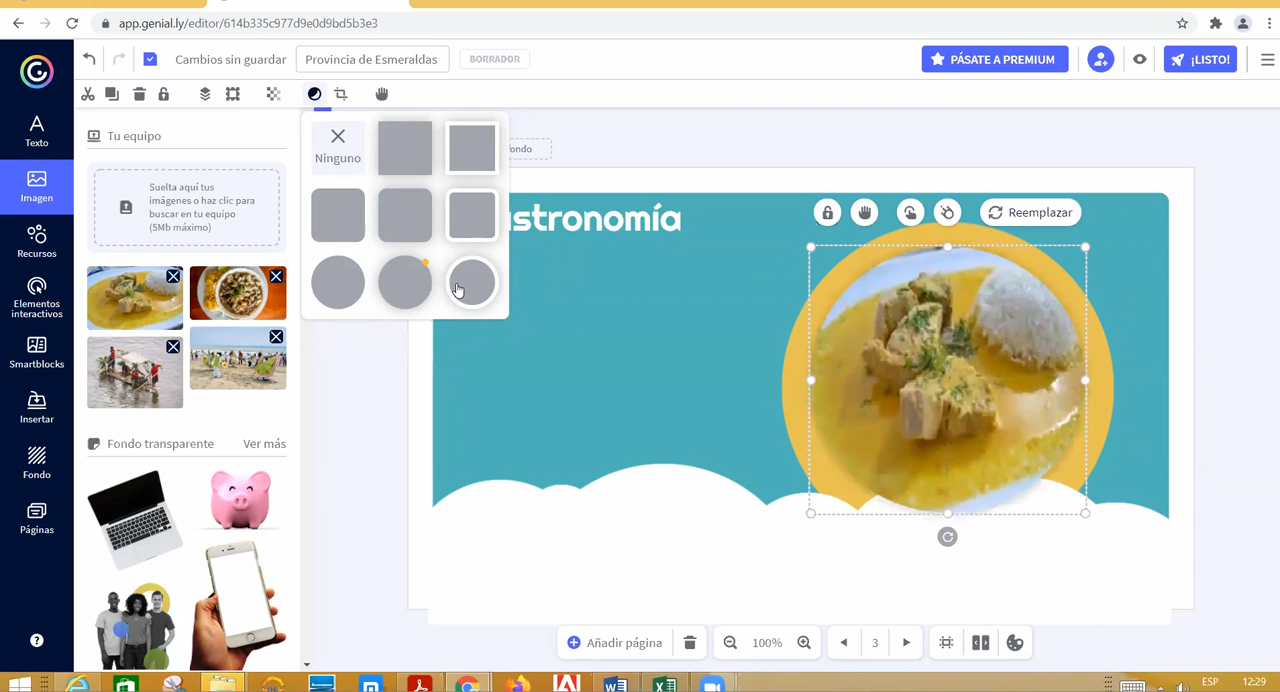 app.genial.ly/editor/614b335c977d9e0d9bd5b3e3
Cambios sin guardar
Provincia de Esmeraldas
BORRADOR
PÁSATE A PREMIUM
¡LISTO!
Texto
Imagen
Recursos
Elementos
interactivos
Smartblocks
Insertar
Fondo
Páginas
Tu equipo
Suelta aquí tus
imágenes o haz clic para
buscar en tu equipo
(5Mb máximo)
Fondo transparente
Ver más
Ninguno
ondo
astronomía
Reemplazar
Añadir página
100%
3
ESP
12:29